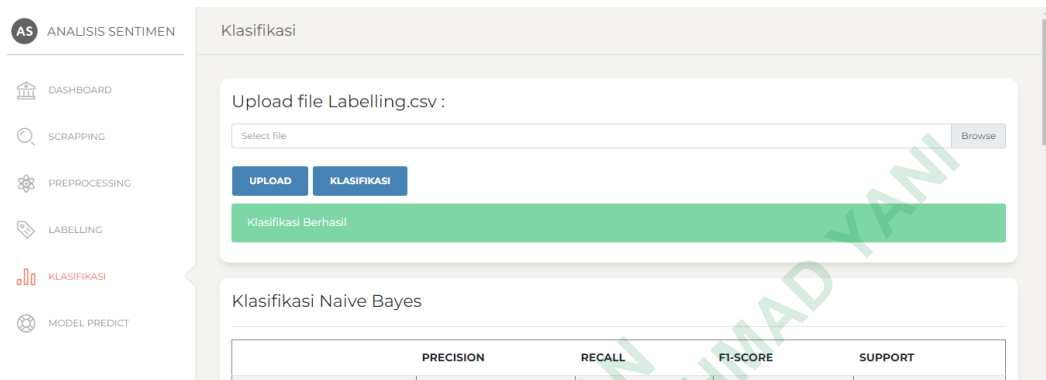 AS ANALISIS SENTIMEN
DASHBOARD
SCRAPPING
PREPROCESSING
LABELLING
KLASIFIKASI
MODEL PREDICT
Klasifikasi
Upload file Labelling.csv :
Select file Browse
UPLOAD KLASIFIKASI
Klasifikasi Berhasil
Klasifikasi Naive Bayes
PRECISION RECALL F1-SCORE SUPPORT
YANI